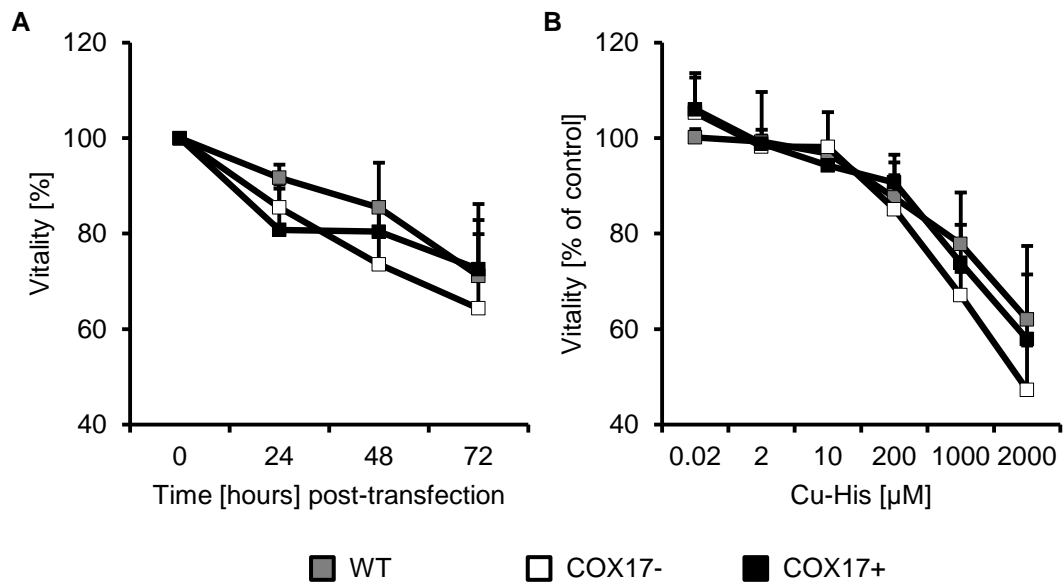 A
Vitality [%]
120
100
80
60
40
0 24 48 72
Time [hours] post-transfection
B
Vitality [% of control]
120
100
80
60
40
0.02 2 10 200 1000 2000
Cu-His [µM]
WT COX17- COX17+